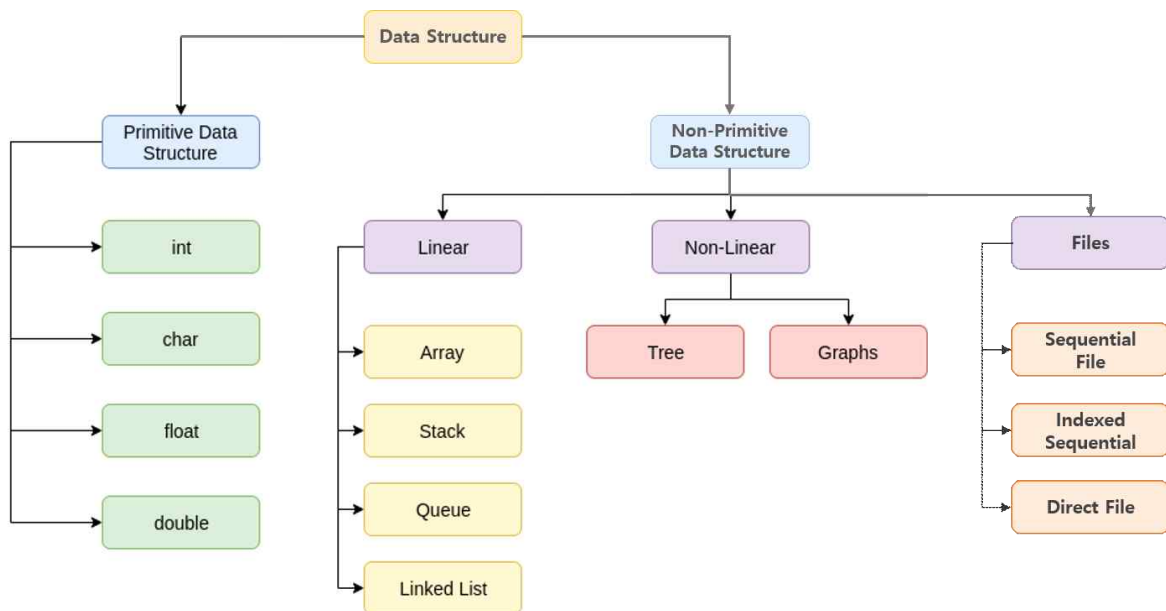 Data Structure
Primitive Data
Structure
Non-Primitive
Data Structure
int
char
float
double
Linear
Array
Stack
Queue
Linked List
Non-Linear
Tree
Graphs
Files
Sequential
File
Indexed
Sequential
Direct File